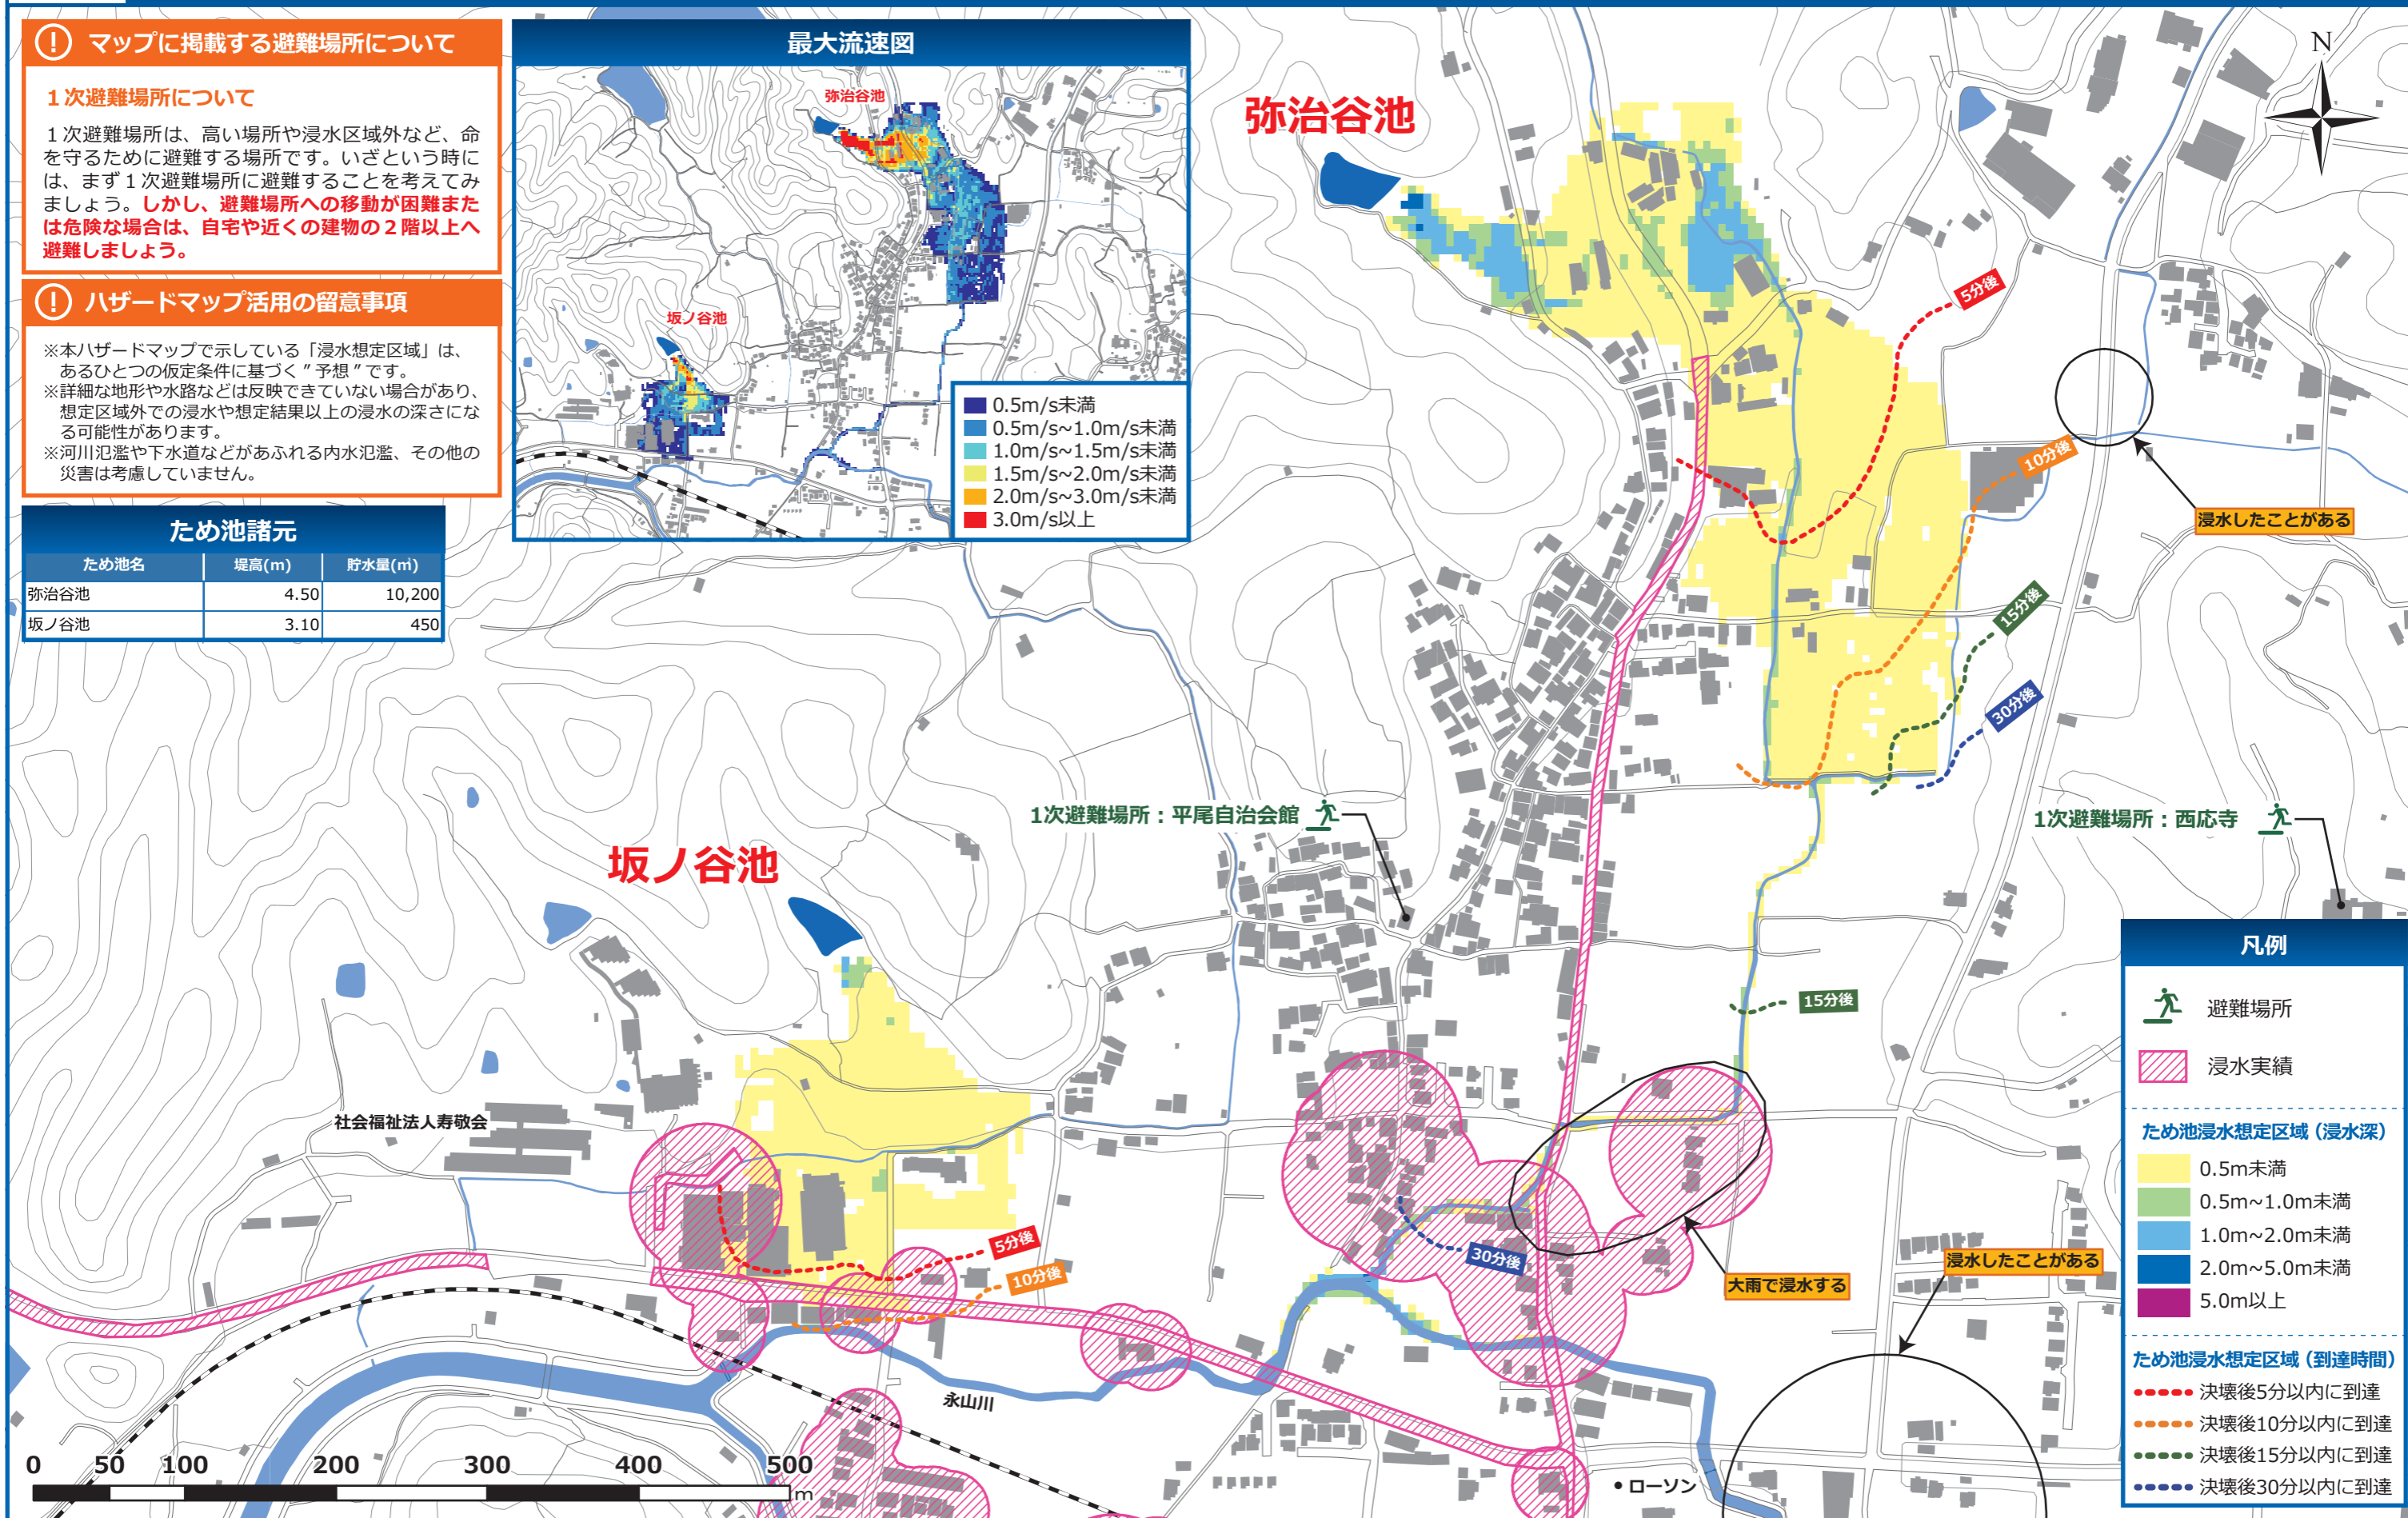 マップに掲載する避難場所について
1次避難場所について
1次避難場所は、高い場所や浸水区域外など、命
を守るために避難する場所です。いざという時に
は、まず1次避難場所に避難することを考えてみ
ましょう。しかし、避難場所への移動が困難また
は危険な場合は、自宅や近くの建物の2階以上へ
避難しましょう。
ハザードマップ活用の留意事項
※本ハザードマップで示している「浸水想定区域」は、
あるひとつの仮定条件に基づく”予想”です。
※詳細な地形や水路などは反映できていない場合があり、
想定区域外での浸水や想定結果以上の浸水の深さにな
る可能性があります。
※河川氾濫や下水道などがあふれる内水氾濫、その他の
災害は考慮していません。
ため池諸元
ため池名 堤高(m) 貯水量(㎥)
弥治谷池 4.50 10,200
坂ノ谷池 3.10 450
最大流速図
弥治谷池
坂ノ谷池
0.5m/s未満
0.5m/s~1.0m/s未満
1.0m/s~1.5m/s未満
1.5m/s~2.0m/s未満
2.0m/s~3.0m/s未満
3.0m/s以上
弥治谷池
N
5分後
10分後
浸水したことがある
15分後
30分後
1次避難場所：平尾自治会館
1次避難場所：西応寺
坂ノ谷池
15分後
社会福祉法人寿敬会
5分後
10分後
30分後
大雨で浸水する
浸水したことがある
永山川
ローソン
0 50 100 200 300 400 500
m
凡例
避難場所
浸水実績
ため池浸水想定区域（浸水深）
0.5m未満
0.5m~1.0m未満
1.0m~2.0m未満
2.0m~5.0m未満
5.0m以上
ため池浸水想定区域（到達時間）
決壊後5分以内に到達
決壊後10分以内に到達
決壊後15分以内に到達
決壊後30分以内に到達